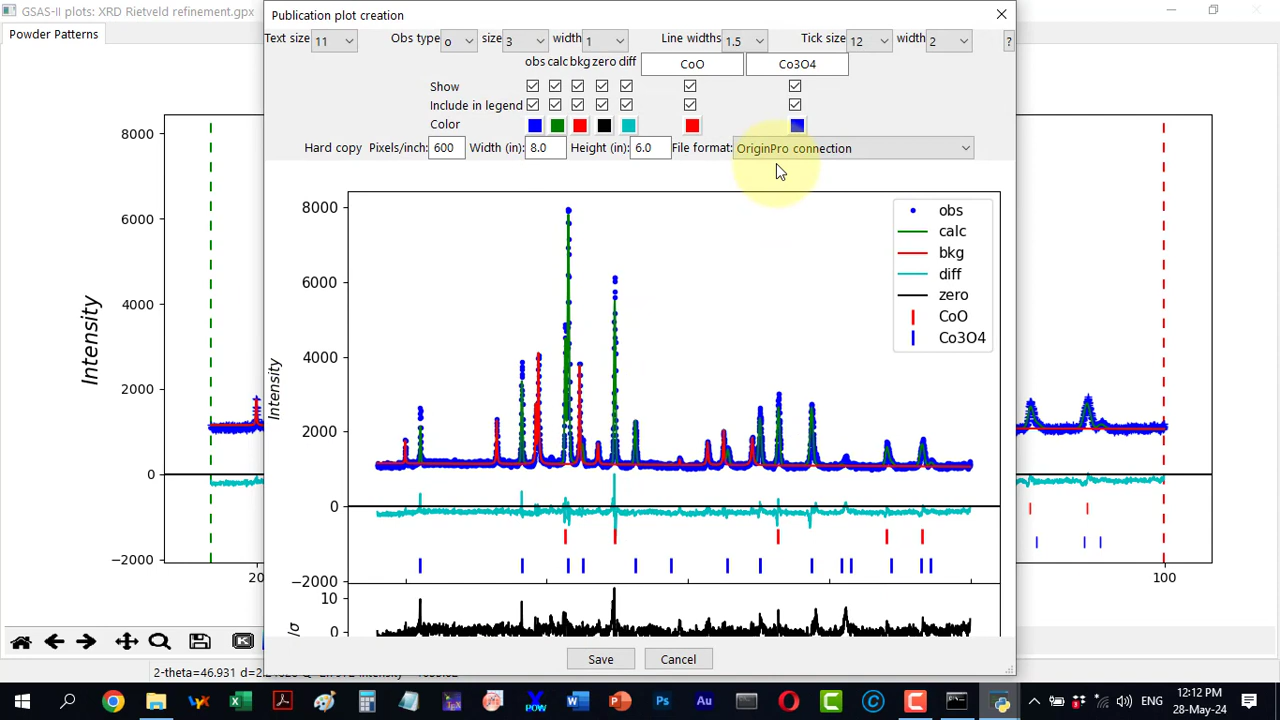 GSAS-II plots: XRD Rietveld refinement.gpx
Powder Patterns
Publication plot creation
Text size 11 Obs type o size 3 width 1 Line widths 1.5 Tick size 12 width 2 ?
obs calc bkg zero diff CoO Co3O4
Show
Include in legend
Color
Hard copy Pixels/inch: 600 Width (in): 8.0 Height (in): 6.0 File format: OriginPro connection
8000
6000
4000
2000
0
−2000
Intensity
20
100
8000
6000
4000
2000
0
−2000
Intensity
10
0
/σ
obs
calc
bkg
diff
zero
CoO
Co3O4
Save Cancel
ENG 12:12 PM
28-May-24